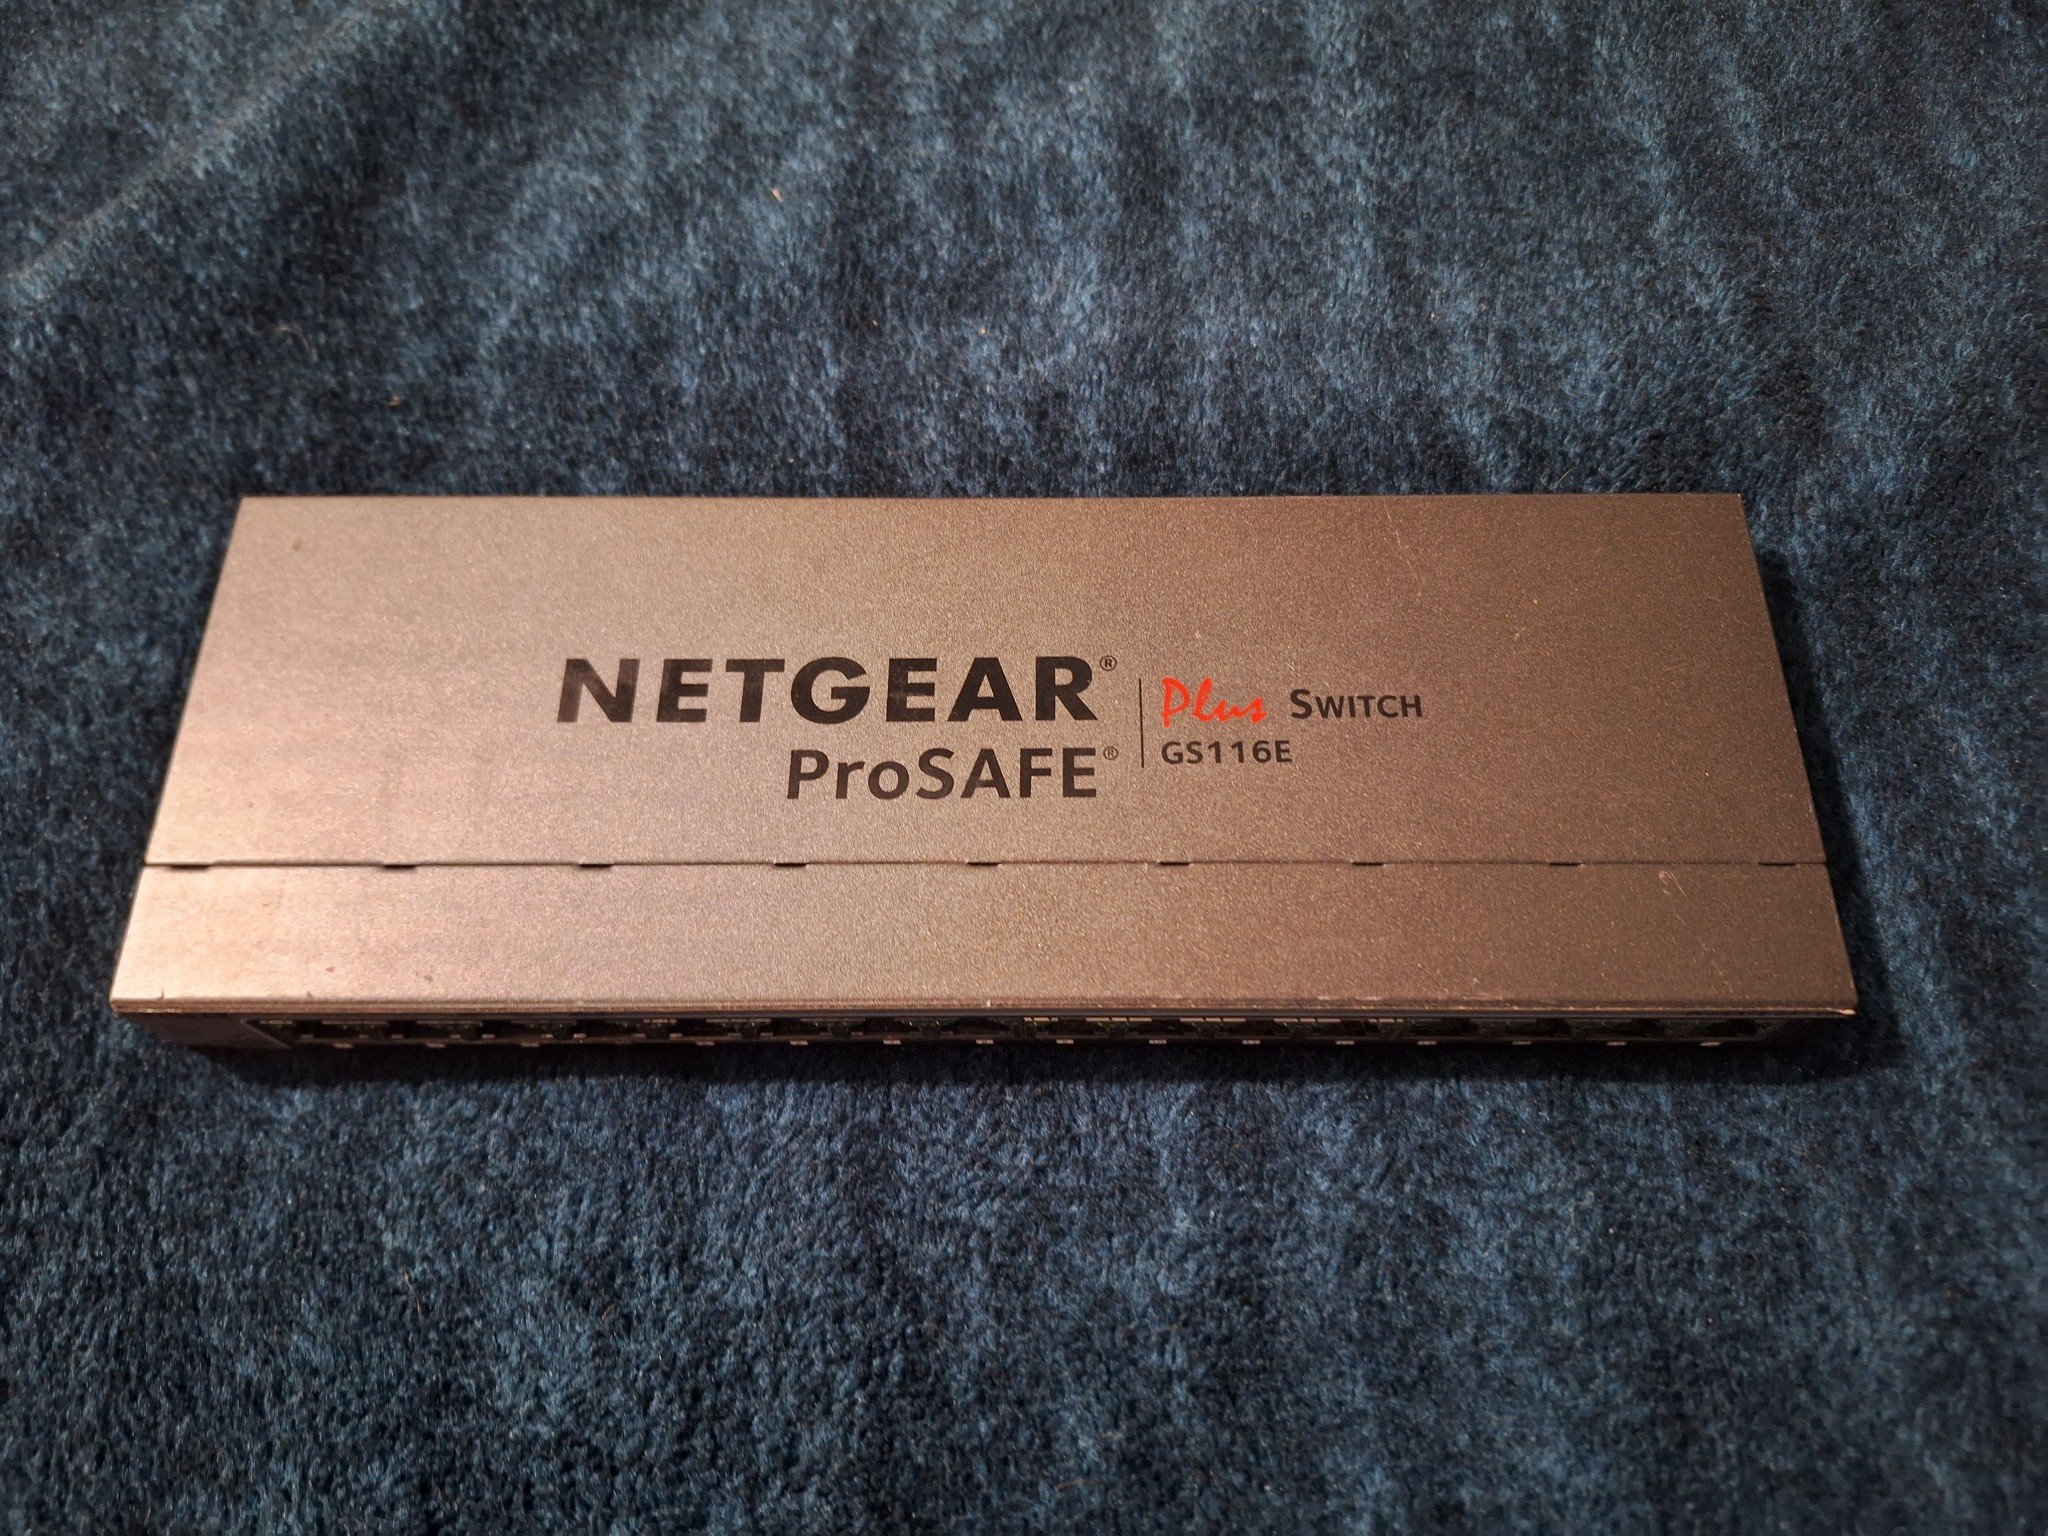 NETGEAR®
ProSAFE®
Plus SWITCH
GS116E